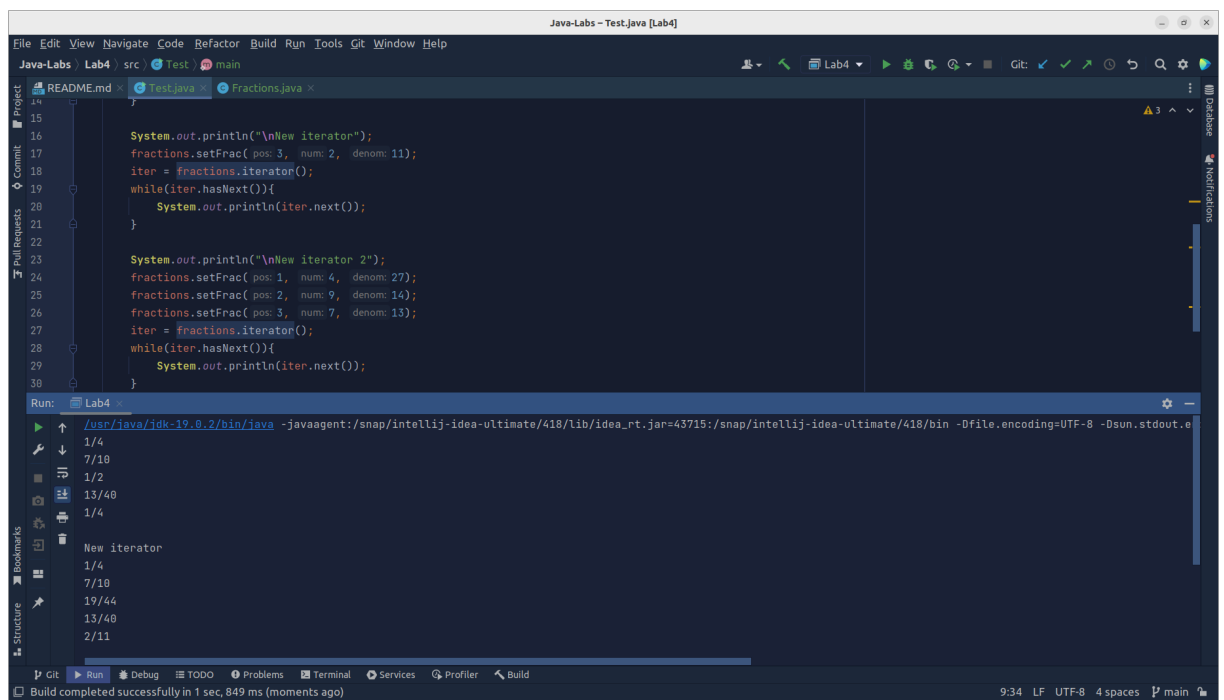 Java-Labs – Test.java [Lab4]
File Edit View Navigate Code Refactor Build Run Tools Git Window Help
Java-Labs Lab4 src Test main Lab4 Git:
README.md Test.java Fractions.java
14 }
15
16 System.out.println("\nNew iterator");
17 fractions.setFrac( pos: 3, num: 2, denom: 11);
18 iter = fractions.iterator();
19 while(iter.hasNext()){
20 System.out.println(iter.next());
21 }
22
23 System.out.println("\nNew iterator 2");
24 fractions.setFrac( pos: 1, num: 4, denom: 27);
25 fractions.setFrac( pos: 2, num: 9, denom: 14);
26 fractions.setFrac( pos: 3, num: 7, denom: 13);
27 iter = fractions.iterator();
28 while(iter.hasNext()){
29 System.out.println(iter.next());
30 }
3
Project
Commit
Pull Requests
Bookmarks
Structure
Database
Notifications
Run: Lab4
/usr/java/jdk-19.0.2/bin/java -javaagent:/snap/intellij-idea-ultimate/418/lib/idea_rt.jar=43715:/snap/intellij-idea-ultimate/418/bin -Dfile.encoding=UTF-8 -Dsun.stdout.e
1/4
7/10
1/2
13/40
1/4
New iterator
1/4
7/10
19/44
13/40
2/11
Git Run Debug TODO Problems Terminal Services Profiler Build
Build completed successfully in 1 sec, 849 ms (moments ago) 9:34 LF UTF-8 4 spaces main